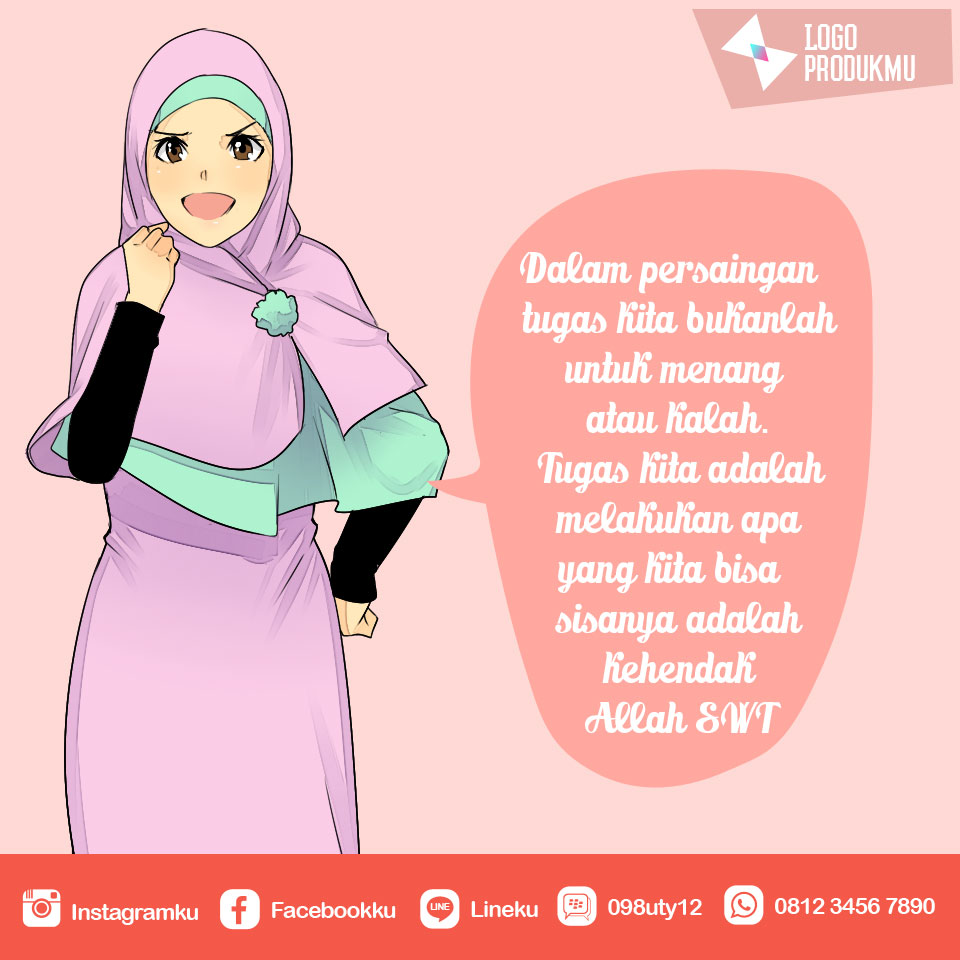 LOGO
PRODUKMU
Dalam persaingan
tugas kita bukanlah
untuk menang
atau kalah.
Tugas kita adalah
melakukan apa
yang kita bisa
sisanya adalah
kehendak
Allah SWT
Instagramku
Facebookku
LINE
Lineku
098uty12
0812 3456 7890